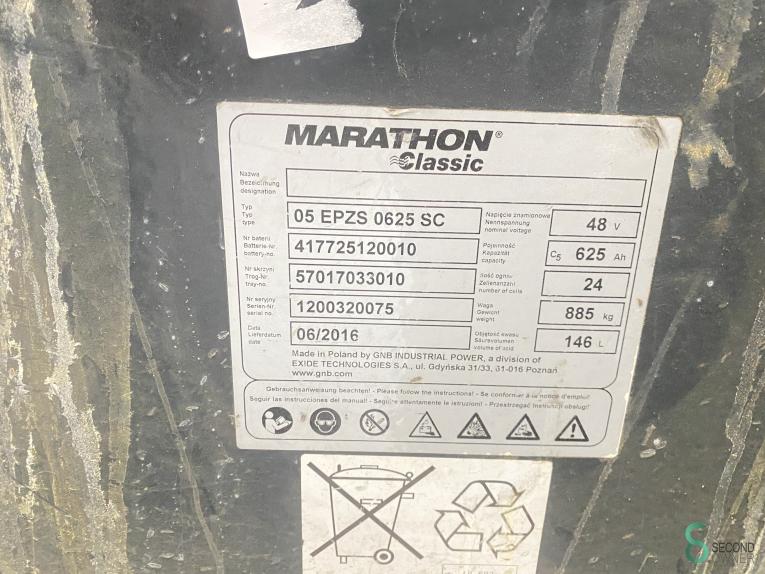 MARATHON®
Classic
Nazwa
Bezeichnung
designation
Typ
Typ
type
05 EPZS 0625 SC
Napięcie znamionowe
Nennspannung
nominal voltage
48 V
Nr baterii
Batterie-Nr.
battery-no.
417725120010
Pojemność
Kapazität
capacity
C5 625 Ah
Nr skrzyni
Trog-Nr.
tray-no.
57017033010
Ilość ogniw
Zellenanzahl
number of cells
24
Nr seryjny
Serien-Nr.
serial no.
1200320075
Waga
Gewicht
weight
885 kg
Data
Lieferdatum
date
06/2016
Objętość kwasu
Säurevolumen
volume of acid
146 L
Made in Poland by GNB INDUSTRIAL POWER, a division of
EXIDE TECHNOLOGIES S.A., ul. Gdyńska 31/33, 61-016 Poznań
www.gnb.com
Gebrauchsanweisung beachten! - Please follow the instructions! - Se conformer à la notice d'emploi!
Seguir las instrucciones del manual! - Seguire attentamente le istruzioni! - Przestrzegać instrukcji obsługi!
SECOND
POWER